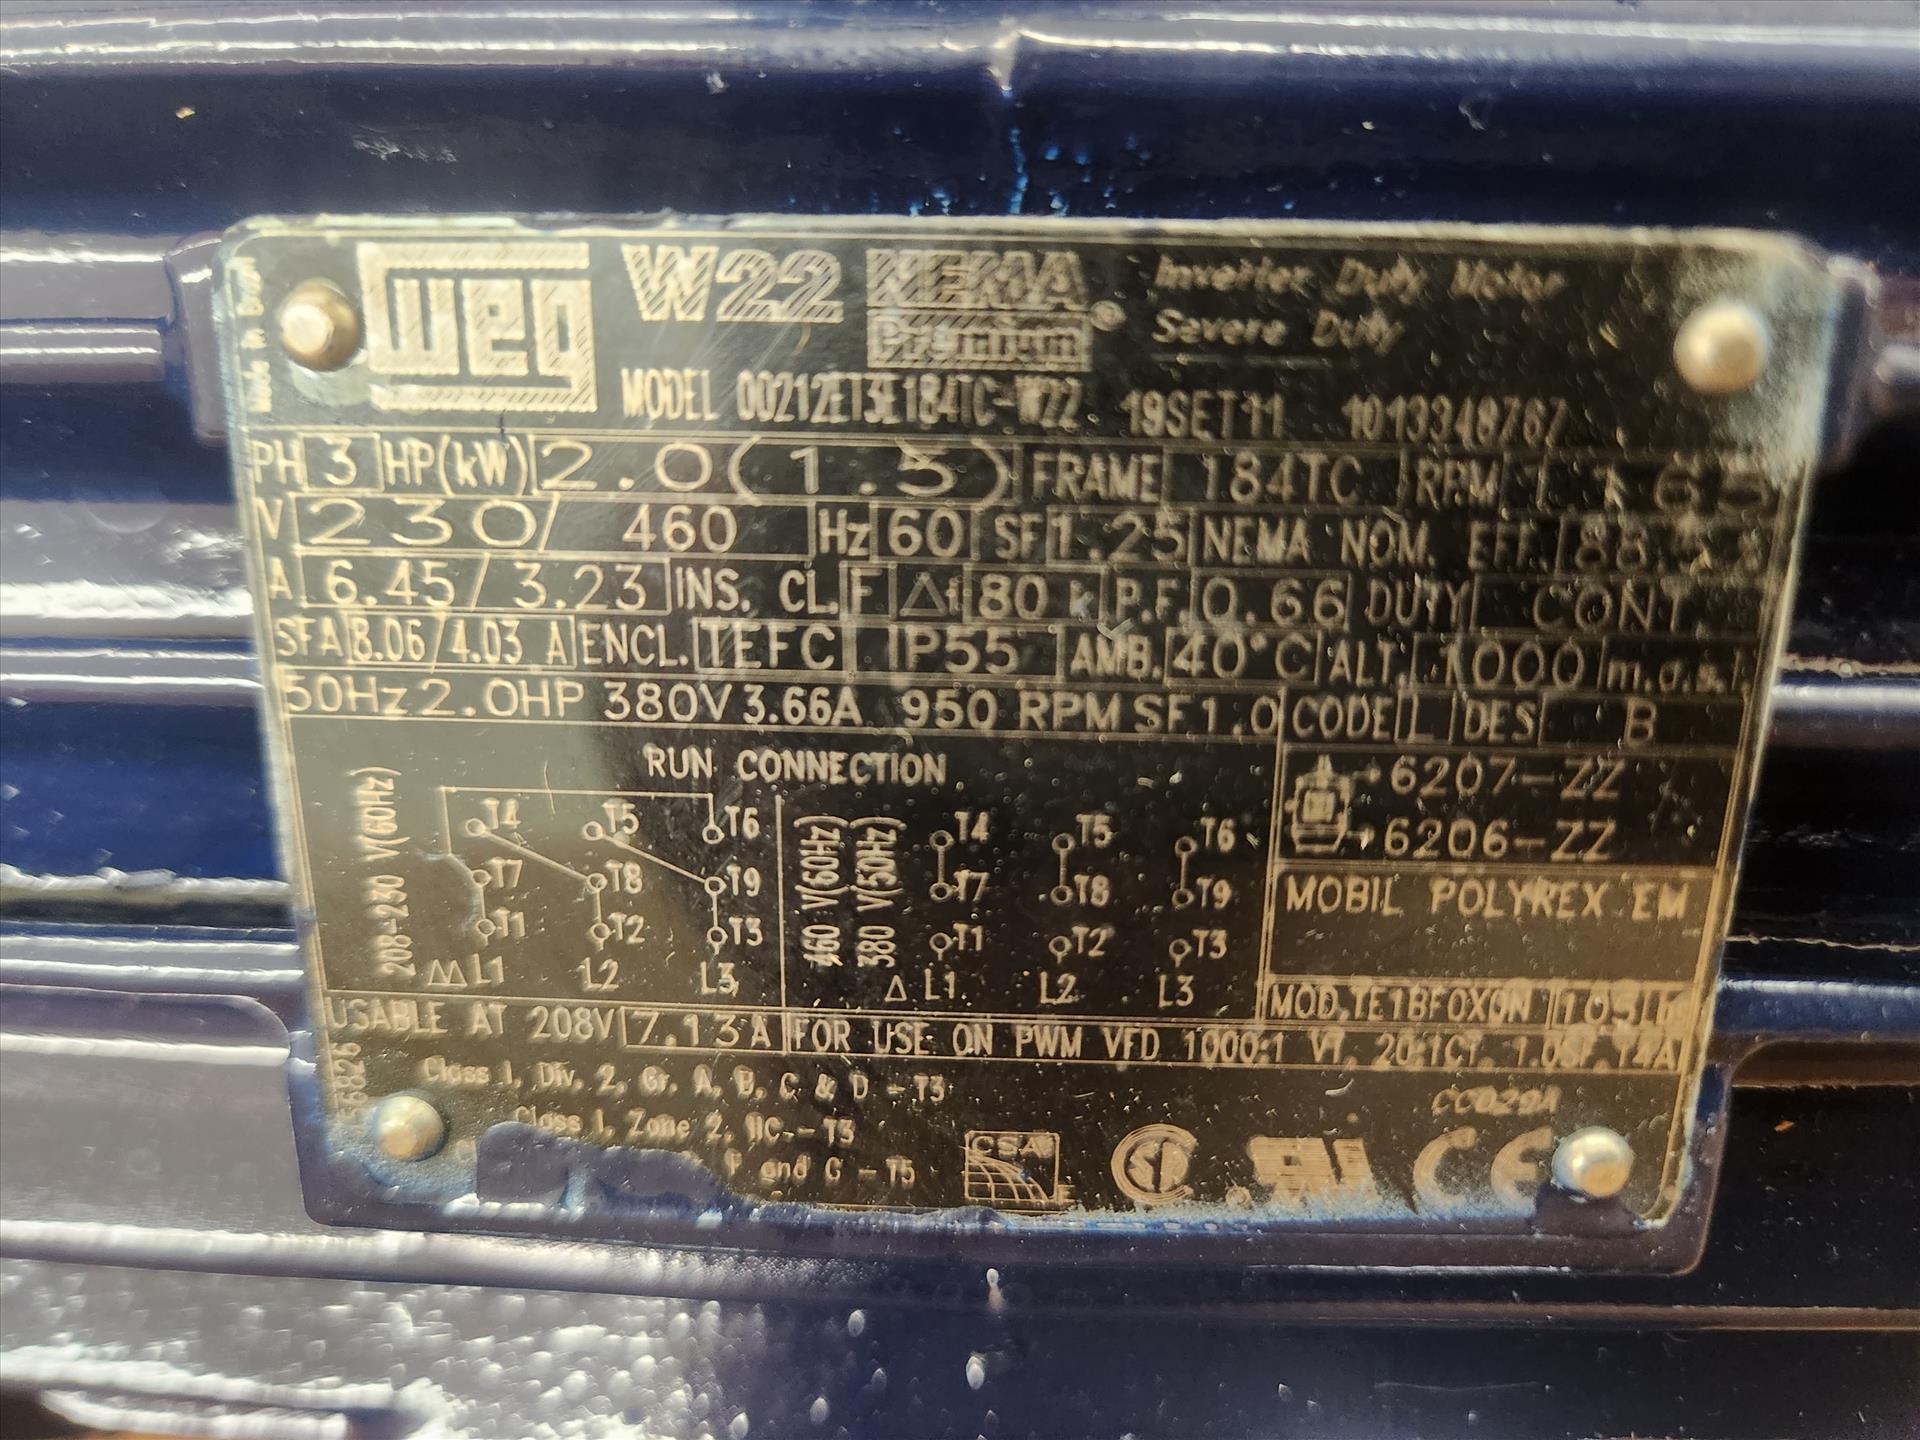 Made in Brazil
WEG W22 NEMA Premium ® Inverter Duty Motor
Severe Duty
MODEL 00212ET3E184TC-W22 19SET11 1013348767
PH 3 HP(kW) 2.0(1.5) FRAME 184TC RPM 1165
V 230/ 460 Hz 60 SF 1.25 NEMA NOM. EFF.
A 6.45/3.23 INS. CL. F Δt 80 K P.F. 0.66 DUTY CONT.
SFA 8.06/4.03 A ENCL. TEFC IP55 AMB. 40°C ALT. 1000 m.a.s.l.
50Hz 2.0HP 380V 3.66A 950 RPM SF1.0 CODE L DES B
RUN CONNECTION
208-230 V(60Hz)
T4 T5 T6
T7 T8 T9
T1 T2 T3
ΔΔ L1 L2 L3
460 V(60Hz)
380 V(50Hz)
T4 T5 T6
T7 T8 T9
T1 T2 T3
Δ L1 L2 L3
6207-ZZ
6206-ZZ
MOBIL POLYREX EM
MOD.TE1BF0X0N 105Lb
USABLE AT 208V 7.13A FOR USE ON PWM VFD 1000:1 VT, 20:1CT, 1.0SF, T4A
Class I, Div. 2, Gr. A, B, C & D - T3
Class I, Zone 2, IIC - T3
F and G - T5
CC029A
CSA
E
CE